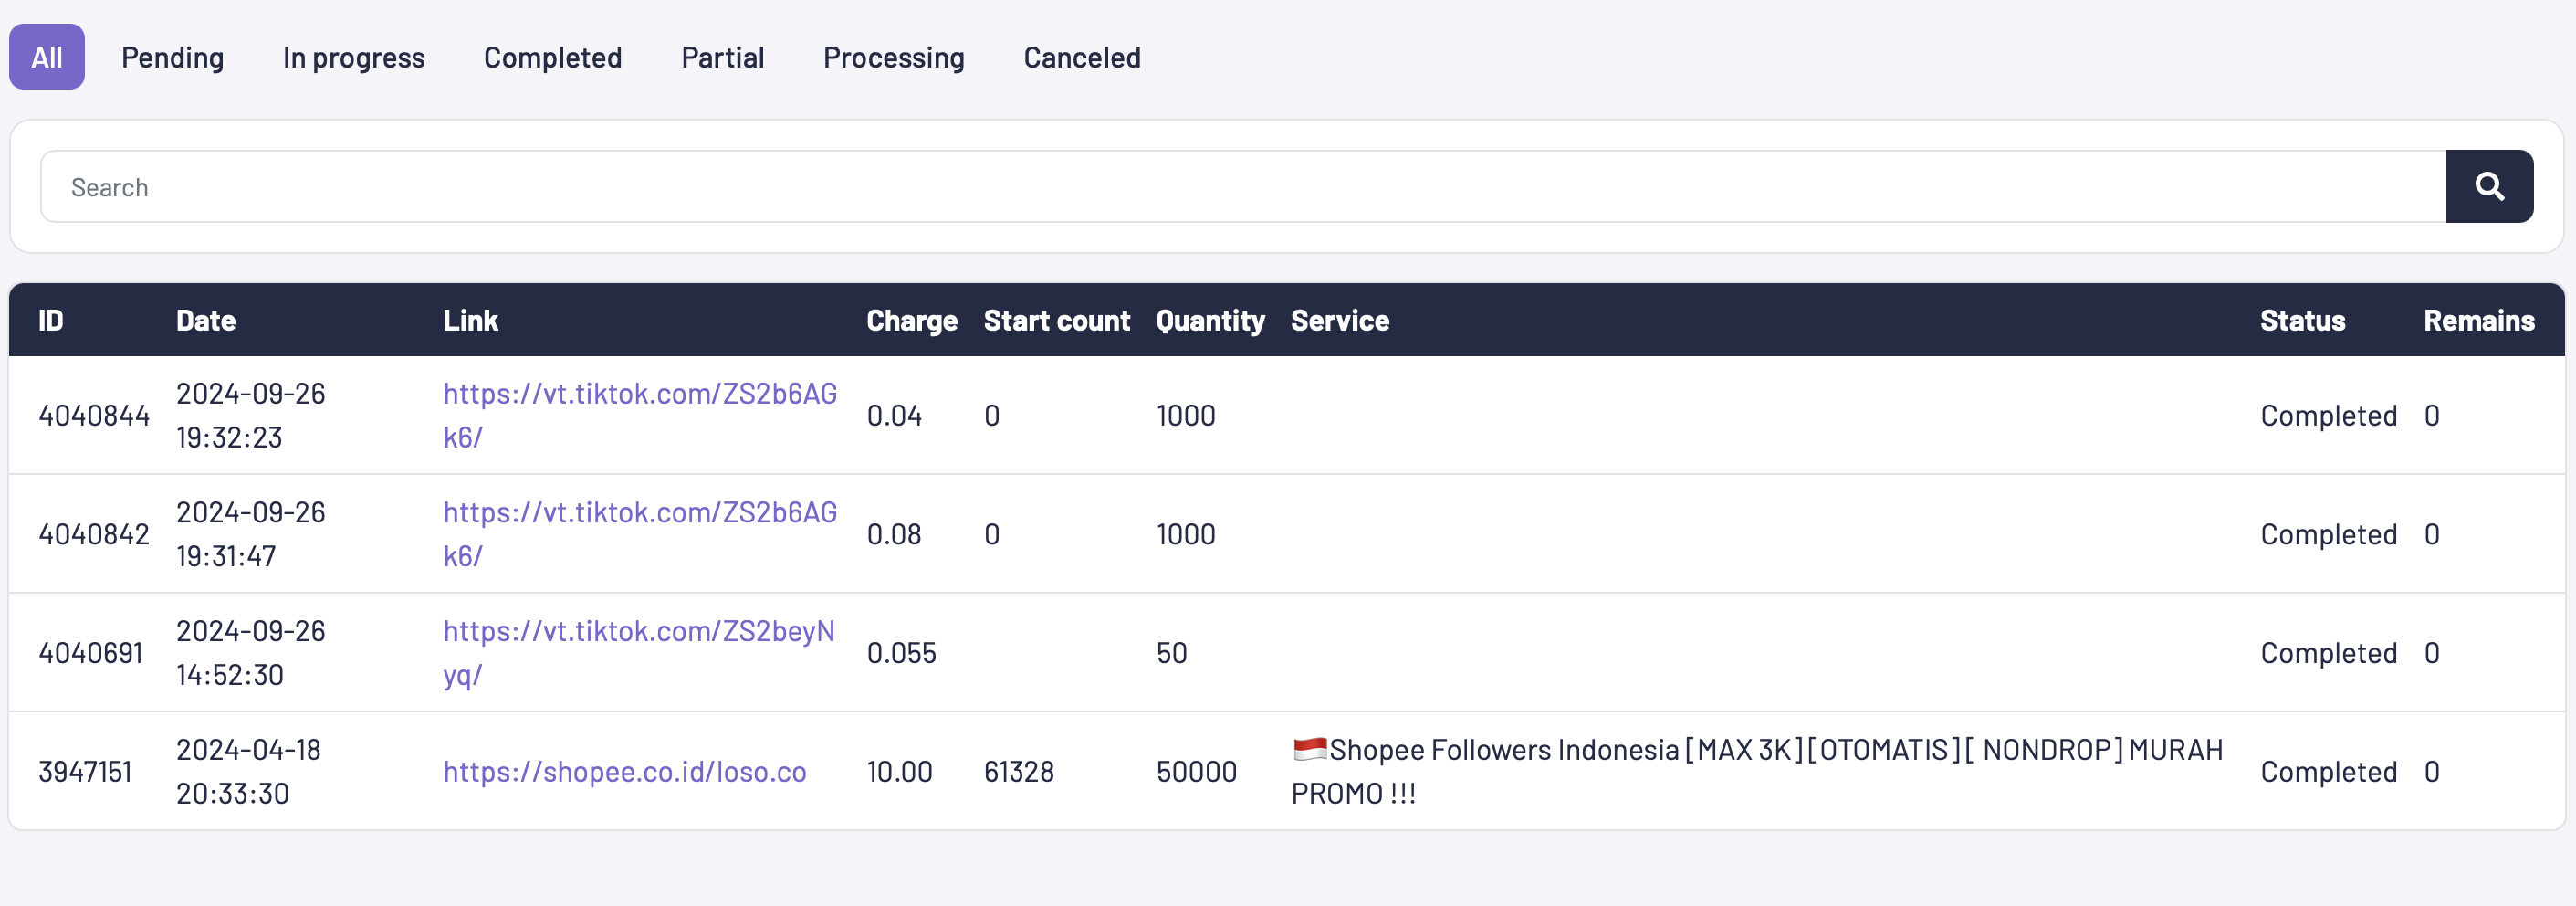 All Pending In progress Completed Partial Processing Canceled
Search
ID Date Link Charge Start count Quantity Service Status Remains
4040844 2024-09-26 19:32:23 https://vt.tiktok.com/ZS2b6AGk6/ 0.04 0 1000 Completed 0
4040842 2024-09-26 19:31:47 https://vt.tiktok.com/ZS2b6AGk6/ 0.08 0 1000 Completed 0
4040691 2024-09-26 14:52:30 https://vt.tiktok.com/ZS2beyNyq/ 0.055 50 Completed 0
3947151 2024-04-18 20:33:30 https://shopee.co.id/loso.co 10.00 61328 50000 🇮🇩Shopee Followers Indonesia [MAX 3K] [OTOMATIS] [ NONDROP] MURAH PROMO !!! Completed 0